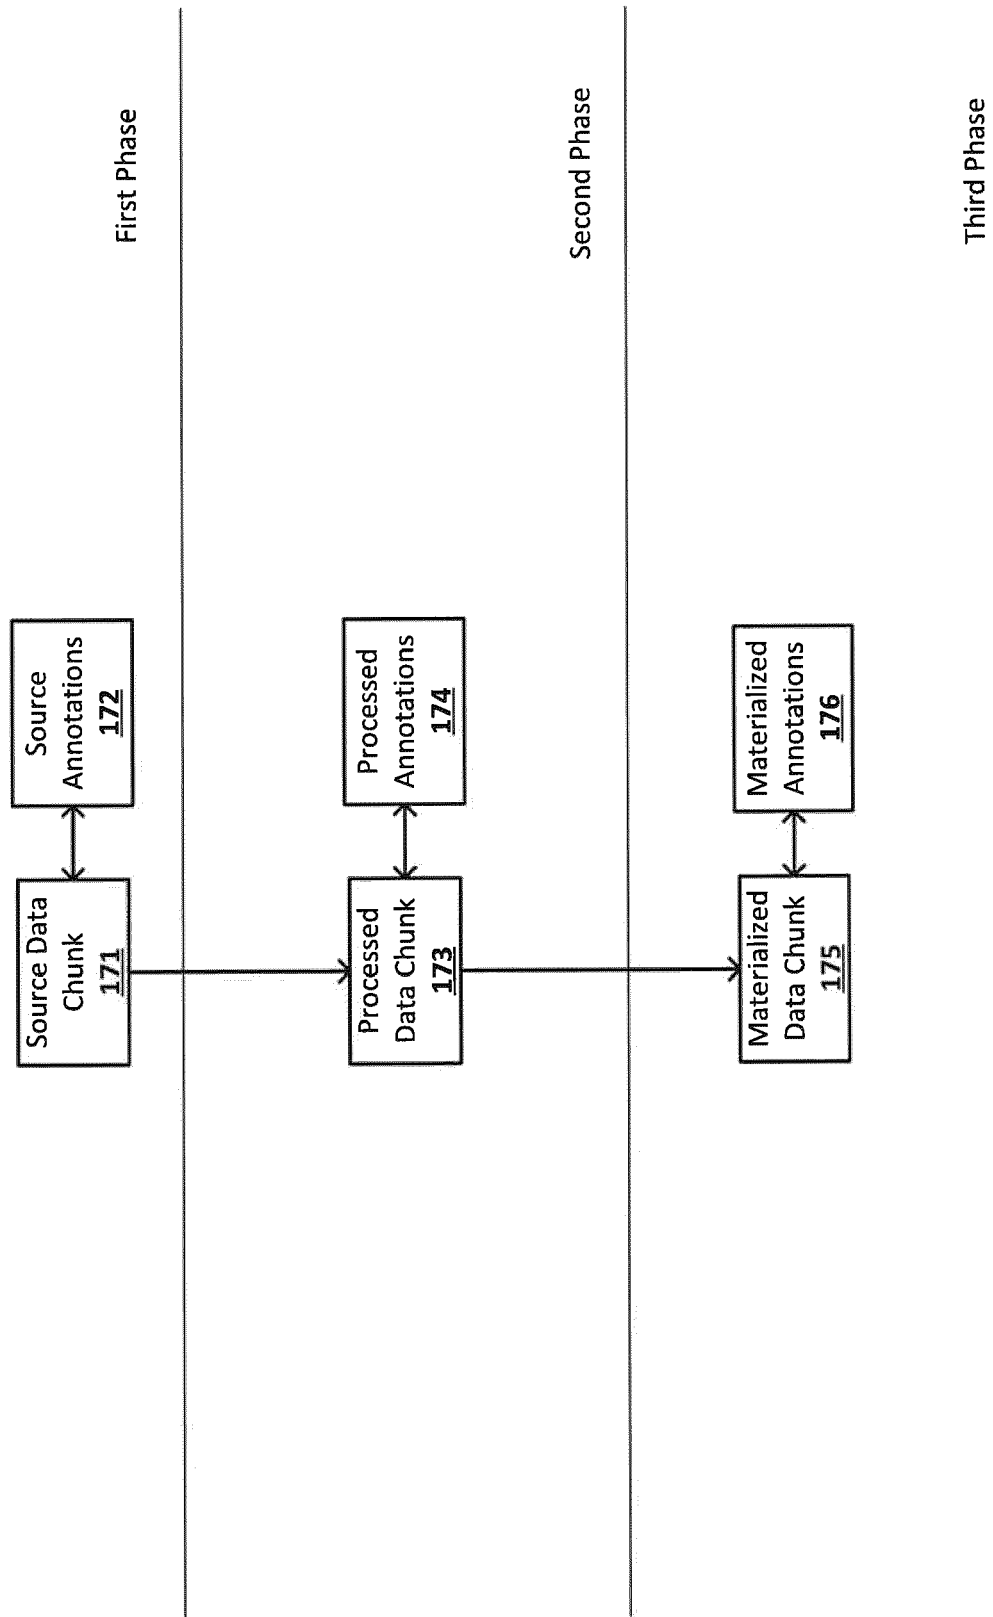 Source Data
Chunk
171
Source
Annotations
172
First Phase
Processed
Data Chunk
173
Processed
Annotations
174
Second Phase
Materialized
Data Chunk
175
Materialized
Annotations
176
Third Phase